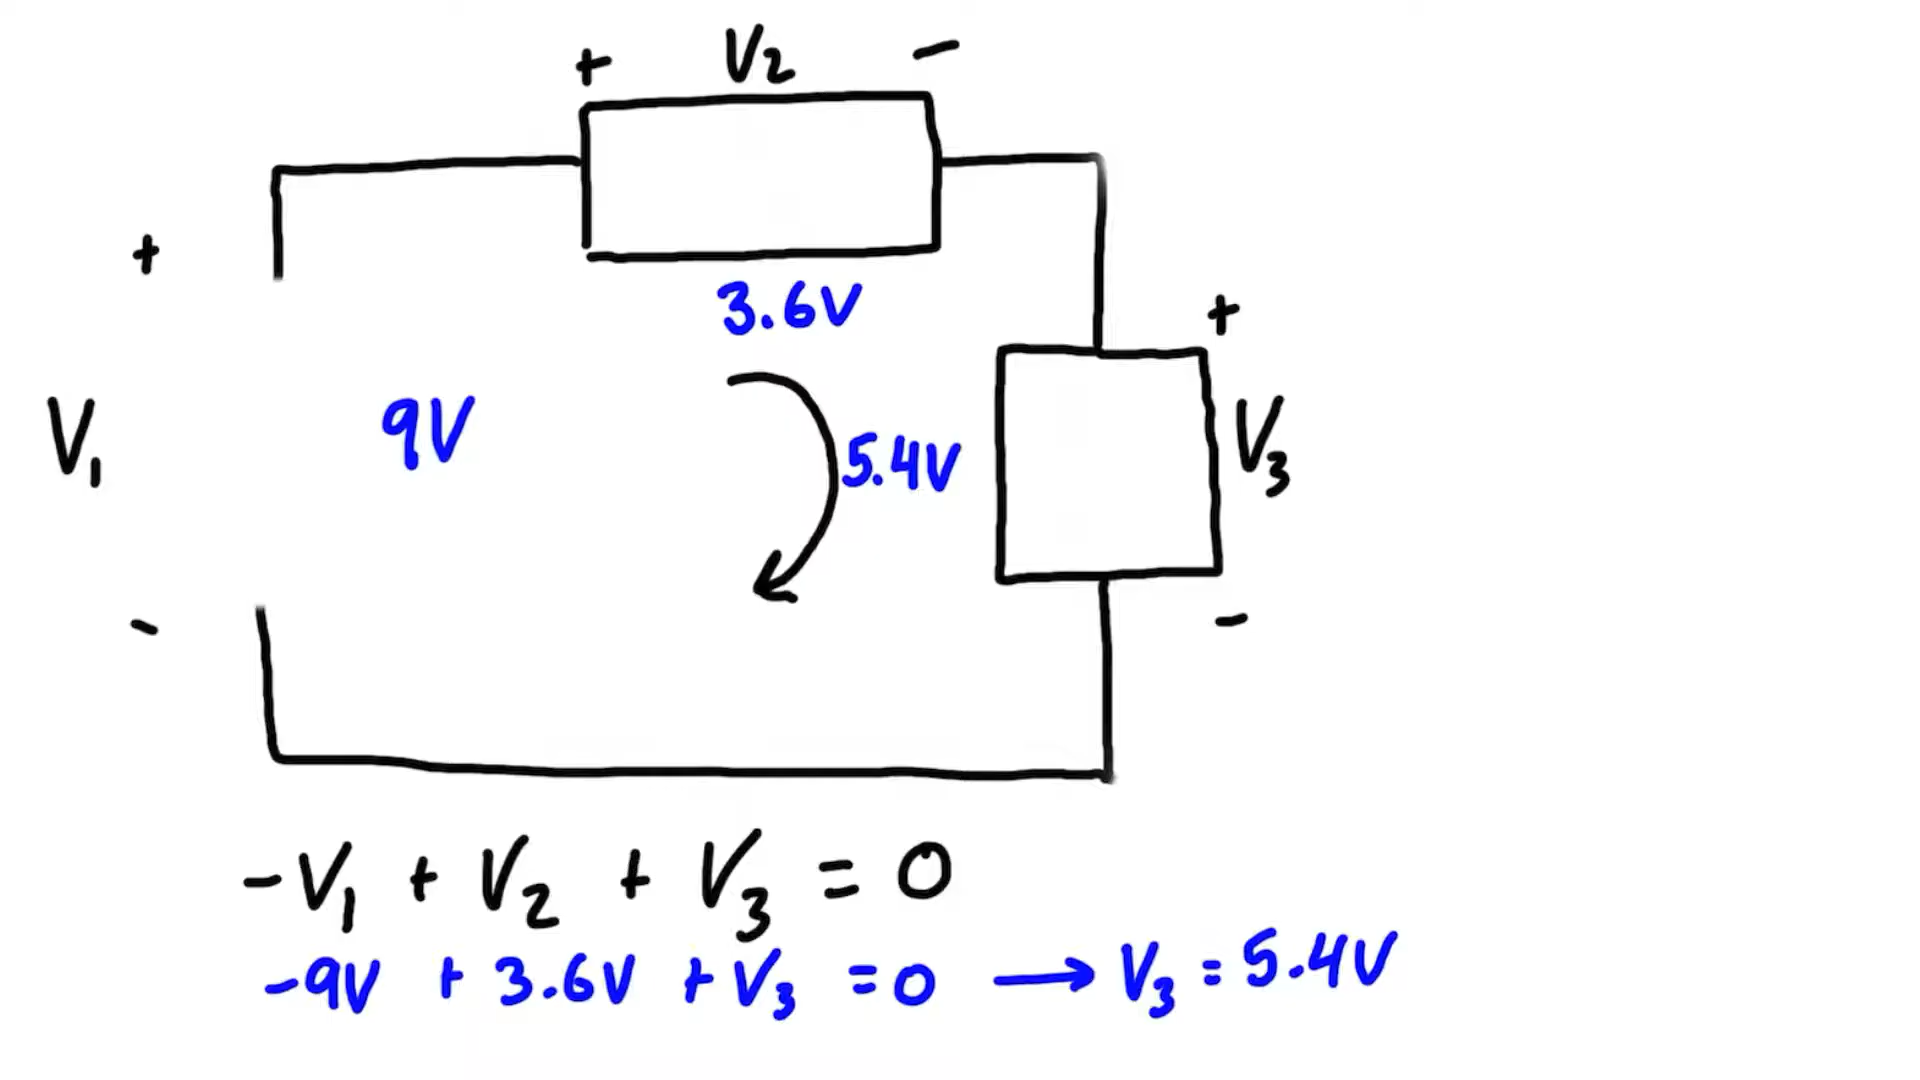 + V2 -
+
3.6V
+
V1
9V
5.4V
V3
-
-
-V1 + V2 + V3 = 0
-9V + 3.6V + V3 = 0 → V3 = 5.4V